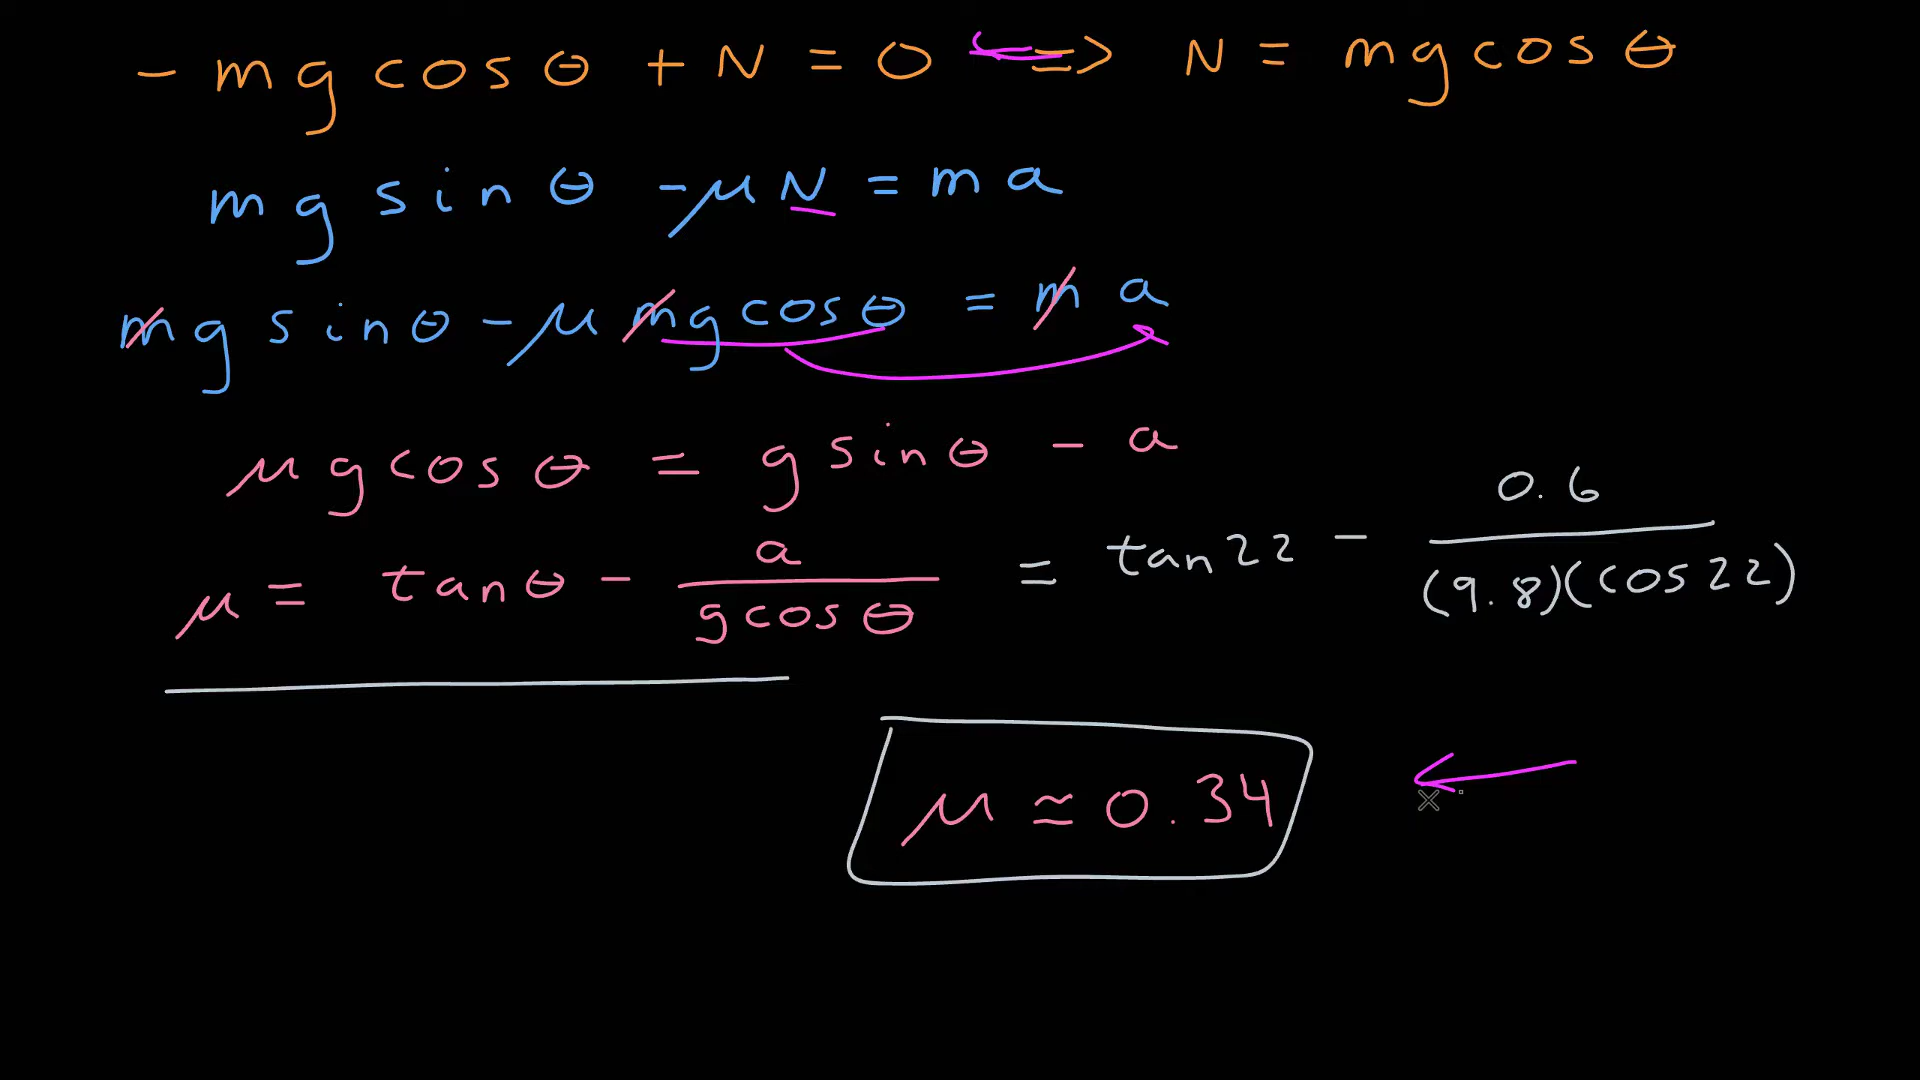 - mg cos θ + N = 0 ⟺ N = mg cos θ
mg sin θ - μN = ma
mg sin θ - μ mg cos θ = m a
μ g cos θ = g sin θ - a
μ = tan θ - a / g cos θ = tan 22 - 0.6 / (9.8)(cos 22)
μ ≃ 0.34